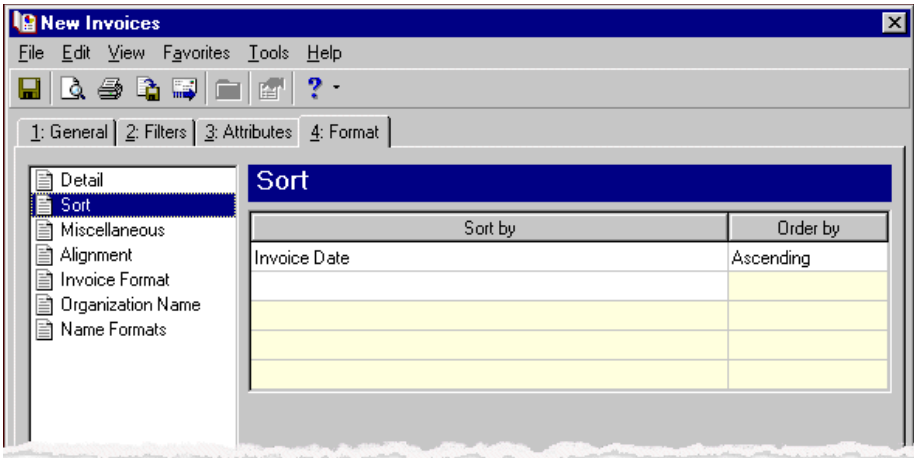 New Invoices
File Edit View Favorites Tools Help
?
1: General 2: Filters 3: Attributes 4: Format
Detail
Sort
Miscellaneous
Alignment
Invoice Format
Organization Name
Name Formats
Sort
Sort by Order by
Invoice Date Ascending